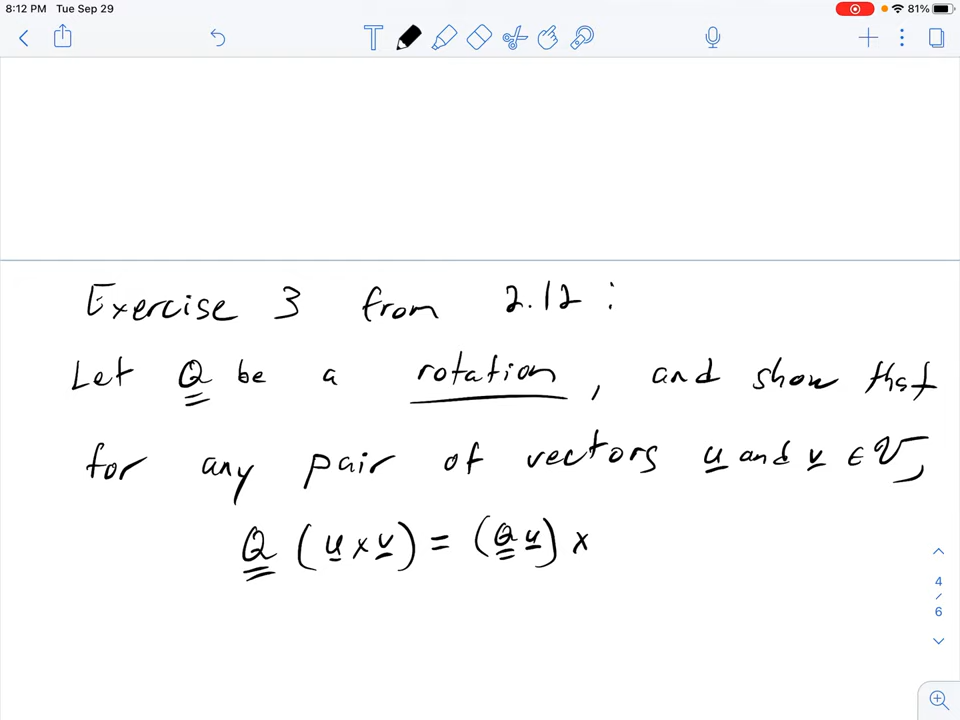 8:12 PM Tue Sep 29 81%
T
Exercise 3 from 2.12 :
Let Q be a rotation , and show that
for any pair of vectors u and v ∈ V,
Q (u × v) = (Q u) ×
4
/
6